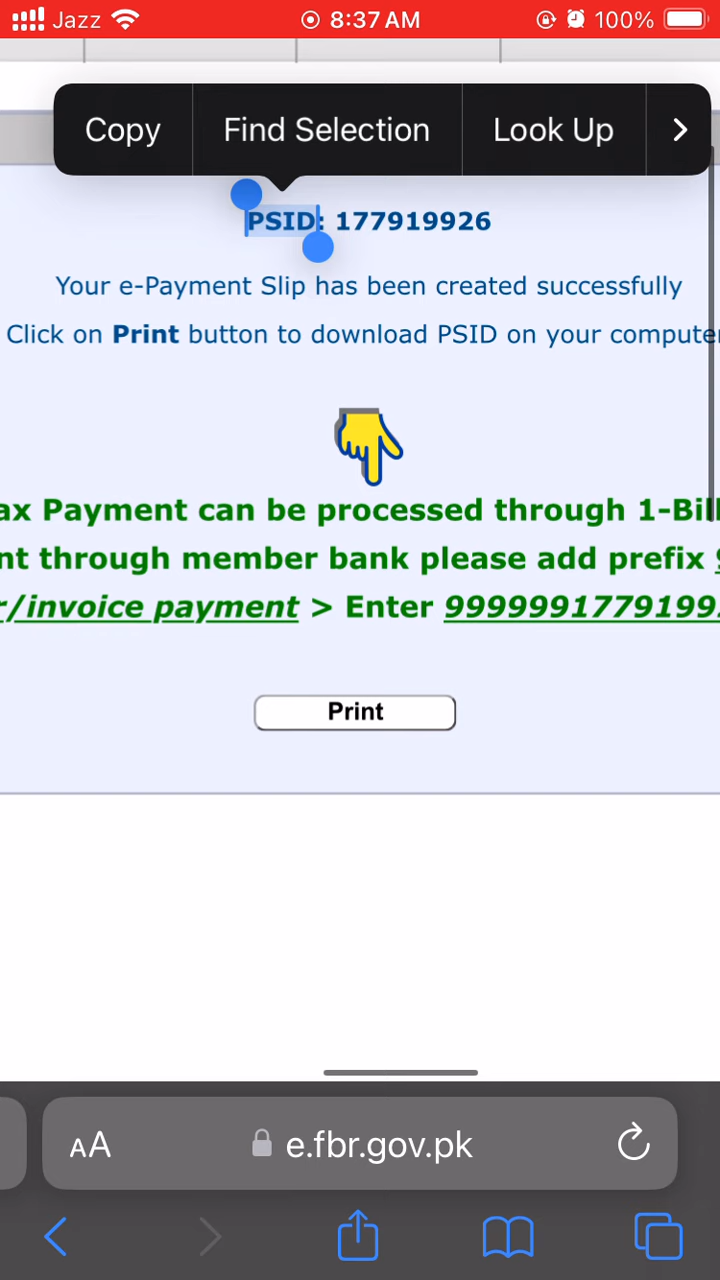 Jazz 8:37 AM 100%
Copy Find Selection Look Up
PSID: 177919926
Your e-Payment Slip has been created successfully
Click on Print button to download PSID on your computer
ax Payment can be processed through 1-Bill
nt through member bank please add prefix
r/invoice payment > Enter 9999991779199
Print
AA e.fbr.gov.pk